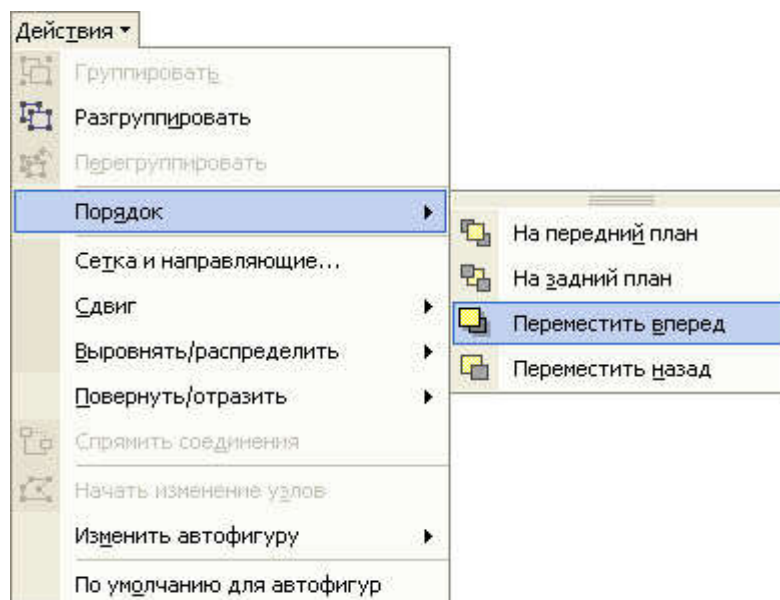 Действия
Группировать
Разгруппировать
Перегруппировать
Порядок
Сетка и направляющие...
Сдвиг
Выровнять/распределить
Повернуть/отразить
Спрямить соединения
Начать изменение узлов
Изменить автофигуру
По умолчанию для автофигур
На передний план
На задний план
Переместить вперед
Переместить назад